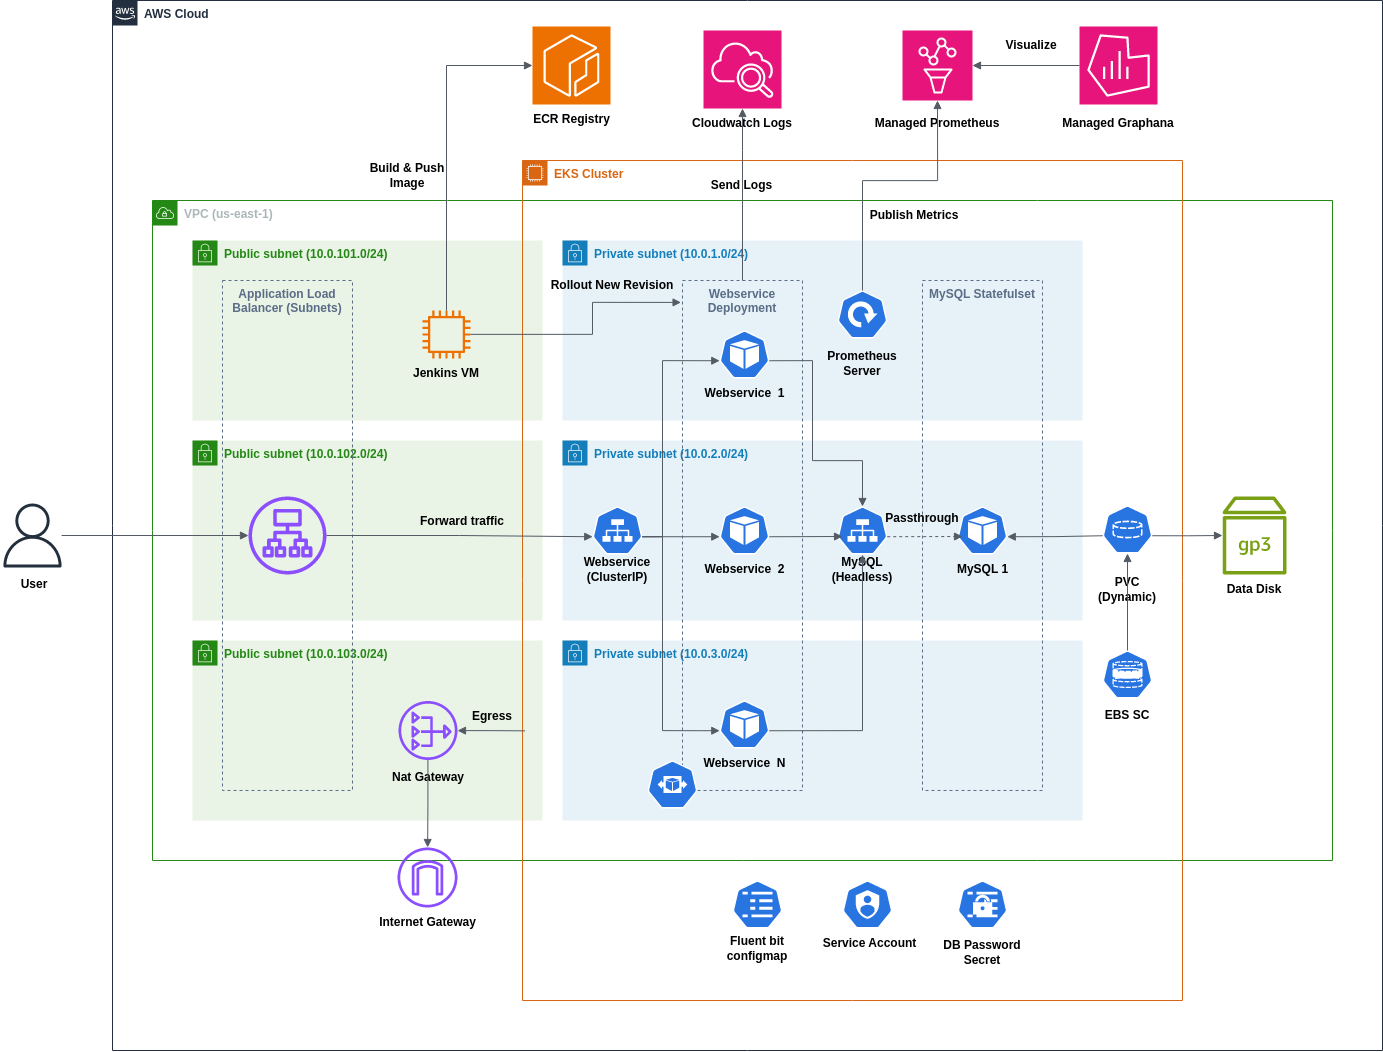 aws
AWS Cloud
ECR Registry
Cloudwatch Logs
Managed Prometheus
Visualize
Managed Graphana
Build & Push
Image
EKS Cluster
Send Logs
VPC (us-east-1)
Publish Metrics
Public subnet (10.0.101.0/24)
Private subnet (10.0.1.0/24)
Application Load
Balancer (Subnets)
Rollout New Revision
Webservice
Deployment
MySQL Statefulset
Jenkins VM
Prometheus
Server
Webservice 1
Public subnet (10.0.102.0/24)
Private subnet (10.0.2.0/24)
User
Forward traffic
Webservice
(ClusterIP)
Webservice 2
MySQL
(Headless)
Passthrough
MySQL 1
PVC
(Dynamic)
gp3
Data Disk
Public subnet (10.0.103.0/24)
Private subnet (10.0.3.0/24)
Egress
Nat Gateway
Webservice N
EBS SC
Internet Gateway
Fluent bit
configmap
Service Account
DB Password
Secret